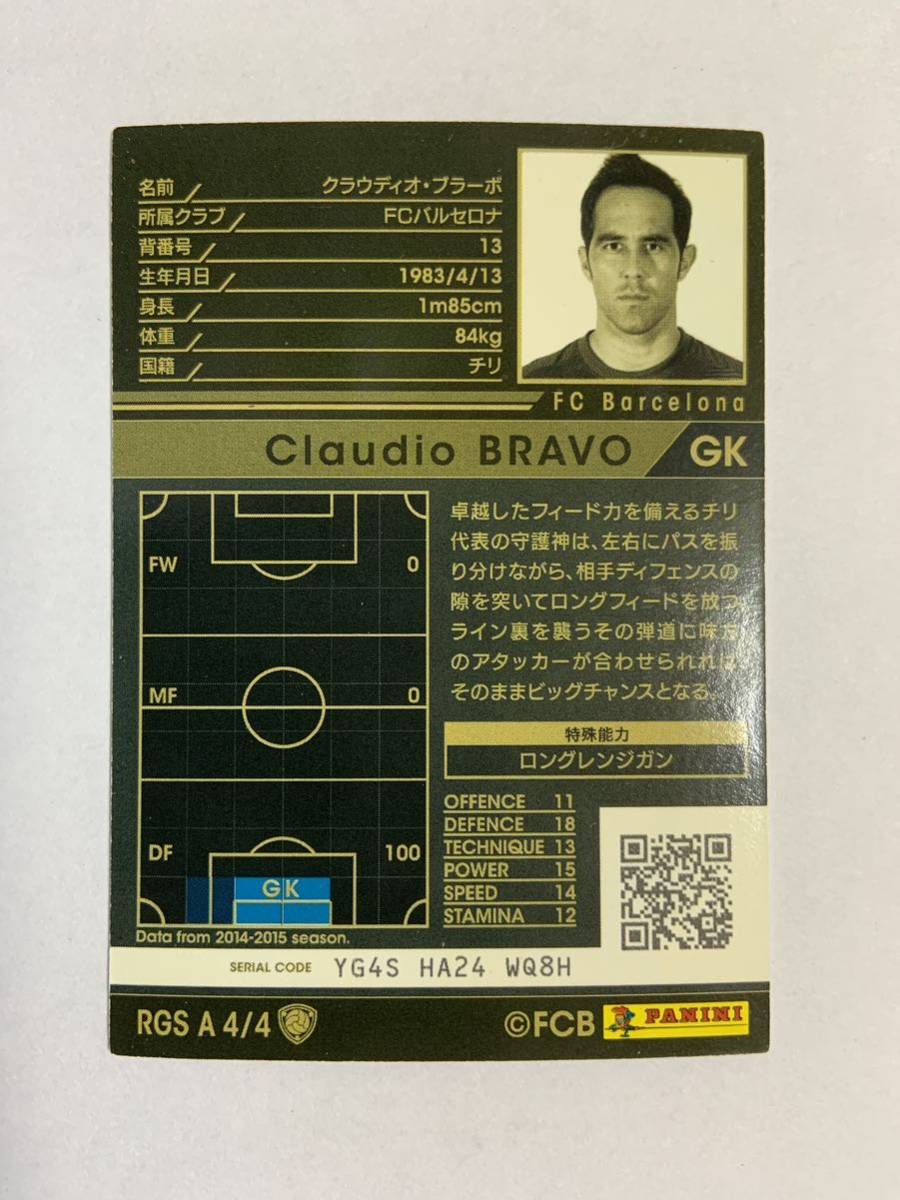 名前 クラウディオ・ブラーボ
所属クラブ FCバルセロナ
背番号 13
生年月日 1983/4/13
身長 1m85cm
体重 84kg
国籍 チリ
FC Barcelona
Claudio BRAVO GK
FW 0
MF 0
DF 100
GK
Data from 2014-2015 season.
卓越したフィード力を備えるチリ
代表の守護神は、左右にパスを振
り分けながら、相手ディフェンスの
隙を突いてロングフィードを放つ。
ライン裏を襲うその弾道に味方
のアタッカーが合わせられれば、
そのままビッグチャンスとなる。
特殊能力
ロングレンジガン
OFFENCE 11
DEFENCE 18
TECHNIQUE 13
POWER 15
SPEED 14
STAMINA 12
SERIAL CODE YG4S HA24 WQ8H
RGS A 4/4
©FCB PANINI